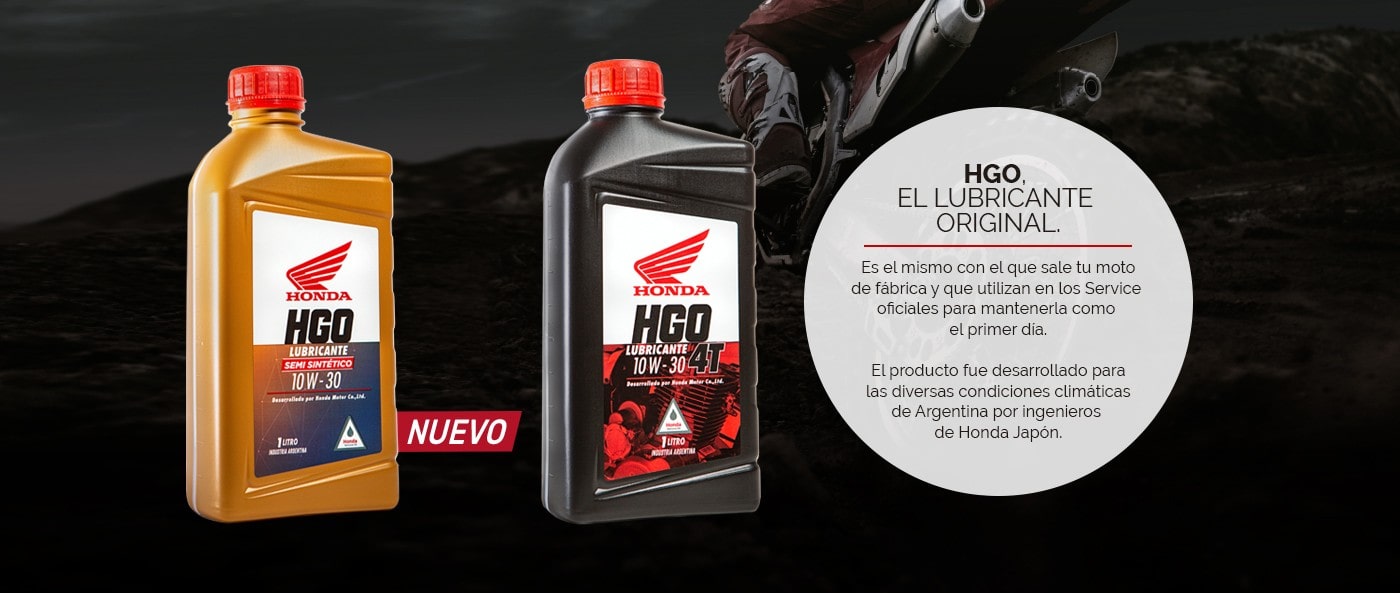 HONDA
HGO
LUBRICANTE
SEMI SINTÉTICO
10W-30
Desarrollado por Honda Motor Co.,Ltd.
Honda
1 LITRO
INDUSTRIA ARGENTINA
NUEVO
HONDA
HGO
LUBRICANTE 4T
10W-30
Desarrollado por Honda Motor Co.,Ltd.
Honda
1 LITRO
INDUSTRIA ARGENTINA
HGO,
EL LUBRICANTE
ORIGINAL.
Es el mismo con el que sale tu moto
de fábrica y que utilizan en los Service
oficiales para mantenerla como
el primer día.
El producto fue desarrollado para
las diversas condiciones climáticas
de Argentina por ingenieros
de Honda Japón.